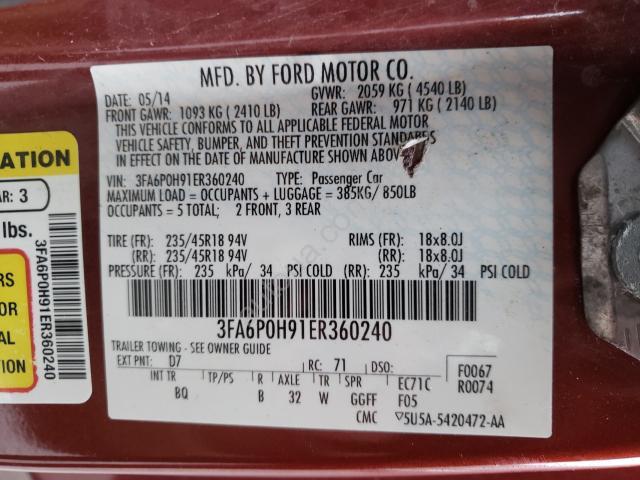 MFD. BY FORD MOTOR CO.
DATE: 05/14 GVWR: 2059 KG ( 4540 LB)
FRONT GAWR: 1093 KG ( 2410 LB) REAR GAWR: 971 KG ( 2140 LB)
THIS VEHICLE CONFORMS TO ALL APPLICABLE FEDERAL MOTOR
VEHICLE SAFETY, BUMPER, AND THEFT PREVENTION STANDARDS
IN EFFECT ON THE DATE OF MANUFACTURE SHOWN ABOVE.
VIN: 3FA6P0H91ER360240 TYPE: Passenger Car
MAXIMUM LOAD = OCCUPANTS + LUGGAGE = 385KG/ 850LB
OCCUPANTS = 5 TOTAL; 2 FRONT, 3 REAR
TIRE (FR): 235/45R18 94V RIMS (FR): 18x8.0J
(RR): 235/45R18 94V (RR): 18x8.0J
PRESSURE (FR): 235 kPa/ 34 PSI COLD (RR): 235 kPa/ 34 PSI COLD
3FA6P0H91ER360240
TRAILER TOWING - SEE OWNER GUIDE
EXT PNT: D7 RC: 71 DSO: F0067
R0074
INT TR TP/PS R AXLE TR SPR EC71C
BQ B 32 W GGFF F05
CMC 5U5A-5420472-AA
ATION
AR: 3
lbs.
ERS
OR
AL
N
3FA6P0H91ER360240